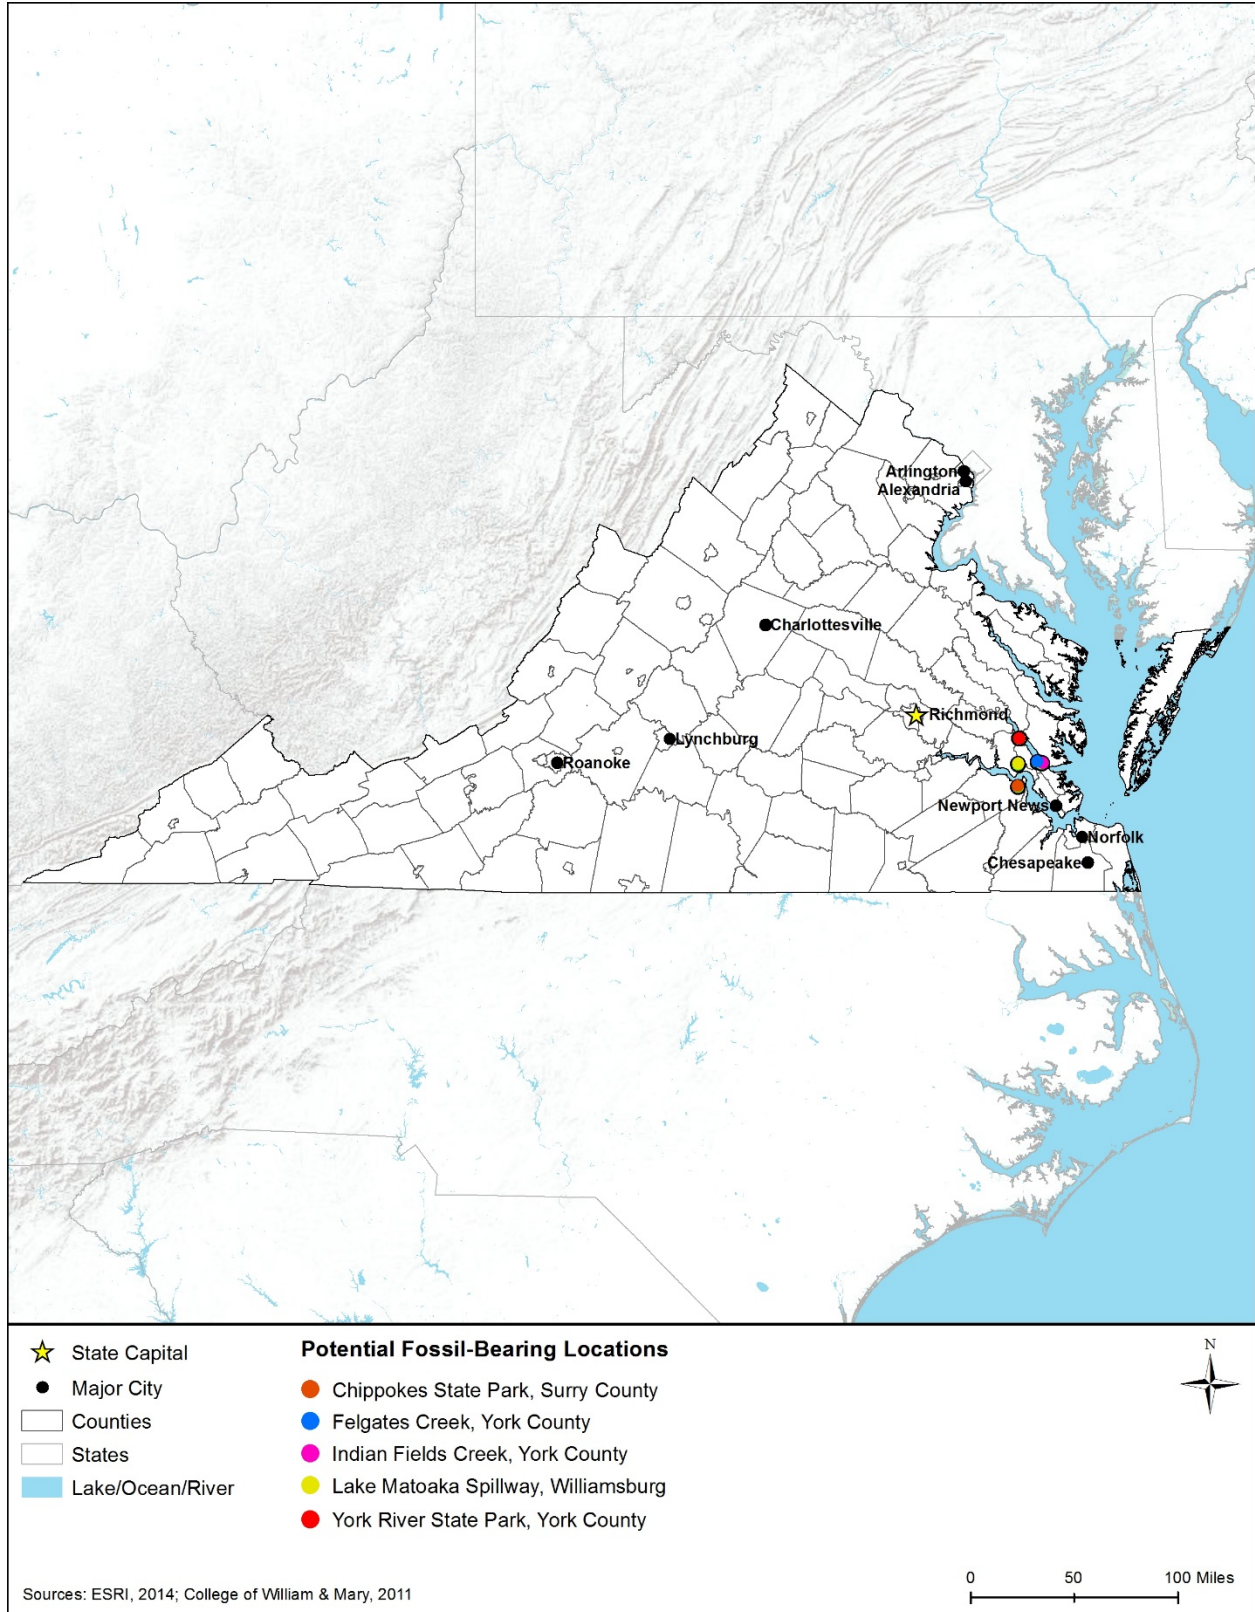 Arlington
Alexandria
Charlottesville
Richmond
Lynchburg
Roanoke
Newport News
Norfolk
Chesapeake
State Capital
Major City
Counties
States
Lake/Ocean/River
Potential Fossil-Bearing Locations
Chippokes State Park, Surry County
Felgates Creek, York County
Indian Fields Creek, York County
Lake Matoaka Spillway, Williamsburg
York River State Park, York County
N
0 50 100 Miles
Sources: ESRI, 2014; College of William & Mary, 2011